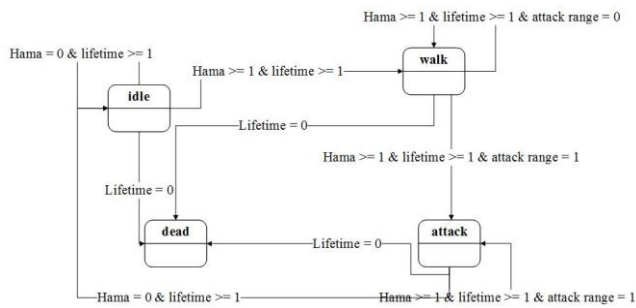 Hama >= 1 & lifetime >= 1 & attack range = 0
Hama = 0 & lifetime >= 1
walk
Hama >= 1 & lifetime >= 1
idle
Lifetime = 0
Hama >= 1 & lifetime >= 1 & attack range = 1
Lifetime = 0
dead
attack
Lifetime = 0
Hama = 0 & lifetime >= 1
Hama >= 1 & lifetime >= 1 & attack range = 1